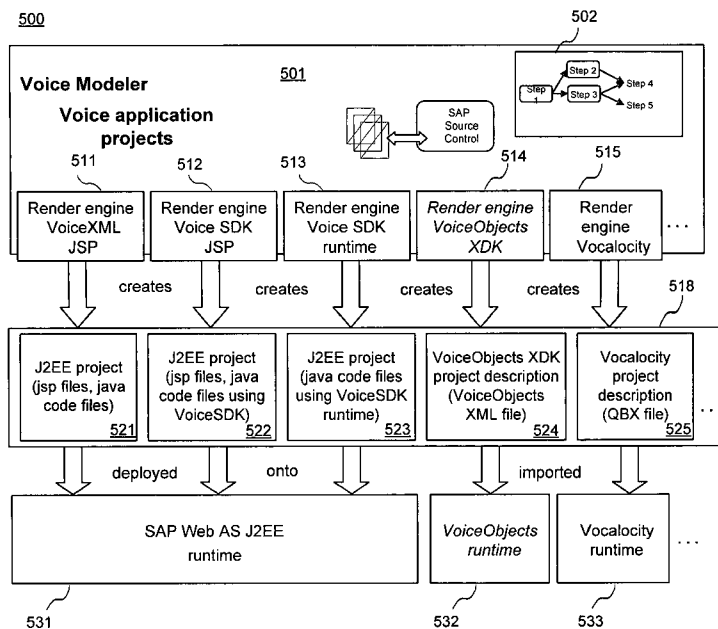 500
502
501
Voice Modeler
Voice application
projects
SAP
Source
Control
Step
1
Step 2
Step 3
Step 4
Step 5
511
512
513
514
515
Render engine
VoiceXML
JSP
Render engine
Voice SDK
JSP
Render engine
Voice SDK
runtime
Render engine
VoiceObjects
XDK
Render
engine
Vocalocity
...
creates
creates
creates
creates
518
J2EE project
(jsp files, java
code files)
521
J2EE project
(jsp files, java
code files using
VoiceSDK)
522
J2EE project
(java code files
using VoiceSDK
runtime)
523
VoiceObjects XDK
project description
(VoiceObjects
XML file)
524
Vocalocity
project
description
(QBX file)
525
...
deployed
onto
imported
SAP Web AS J2EE
runtime
VoiceObjects
runtime
Vocalocity
runtime
...
531
532
533